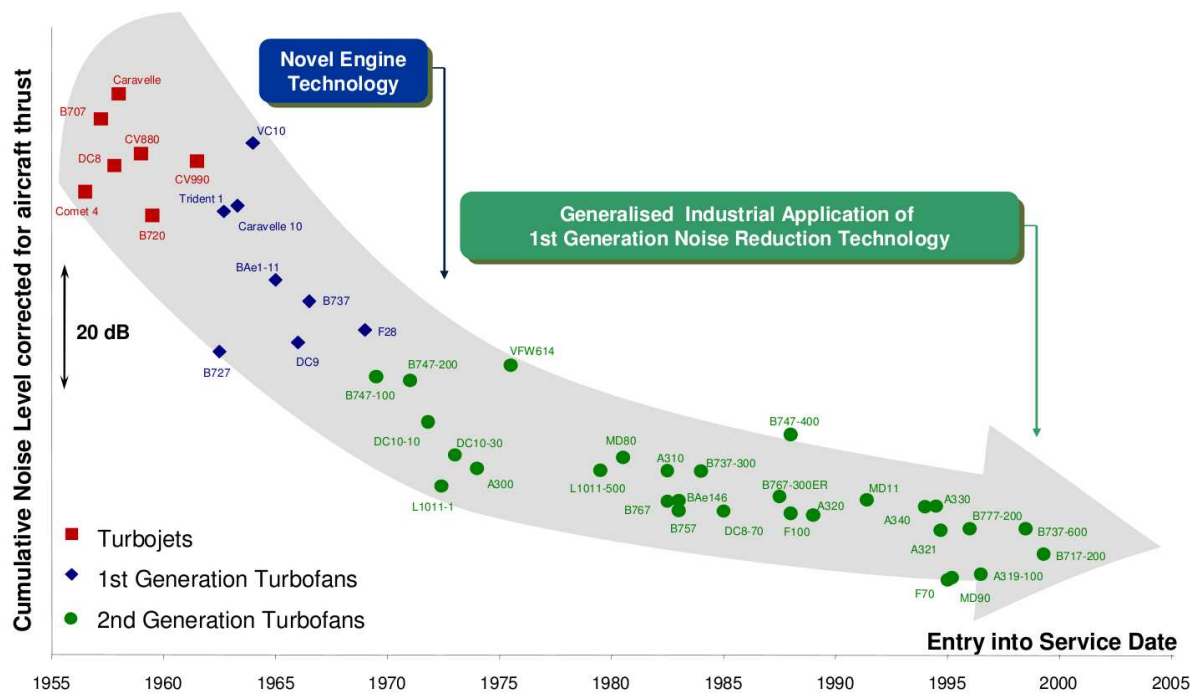 Cumulative Noise Level corrected for aircraft thrust
Novel Engine
Technology
Generalised Industrial Application of
1st Generation Noise Reduction Technology
20 dB
Caravelle
B707
CV880
DC8
CV990
Comet 4
B720
VC10
Trident 1
Caravelle 10
BAe1-11
B737
F28
DC9
B727
VFW614
B747-200
B747-100
DC10-10
DC10-30
A300
L1011-1
MD80
L1011-500
A310
B737-300
B747-400
B767
BAe146
B757
DC8-70
B767-300ER
F100
A320
MD11
A340
A330
B777-200
A321
B737-600
B717-200
F70
MD90
A319-100
Turbojets
1st Generation Turbofans
2nd Generation Turbofans
Entry into Service Date
1955 1960 1965 1970 1975 1980 1985 1990 1995 2000 2005